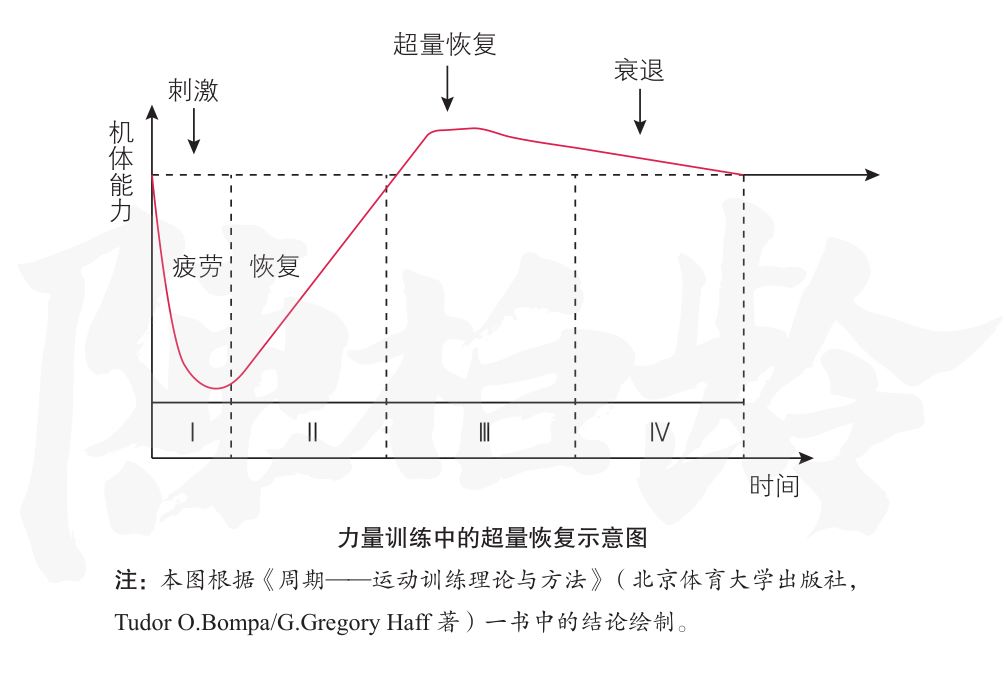 超量恢复
衰退
刺激
机体能力
疲劳
恢复
Ⅰ
Ⅱ
Ⅲ
Ⅳ
时间
力量训练中的超量恢复示意图
注：本图根据《周期——运动训练理论与方法》（北京体育大学出版社，
Tudor O.Bompa/G.Gregory Haff 著）一书中的结论绘制。